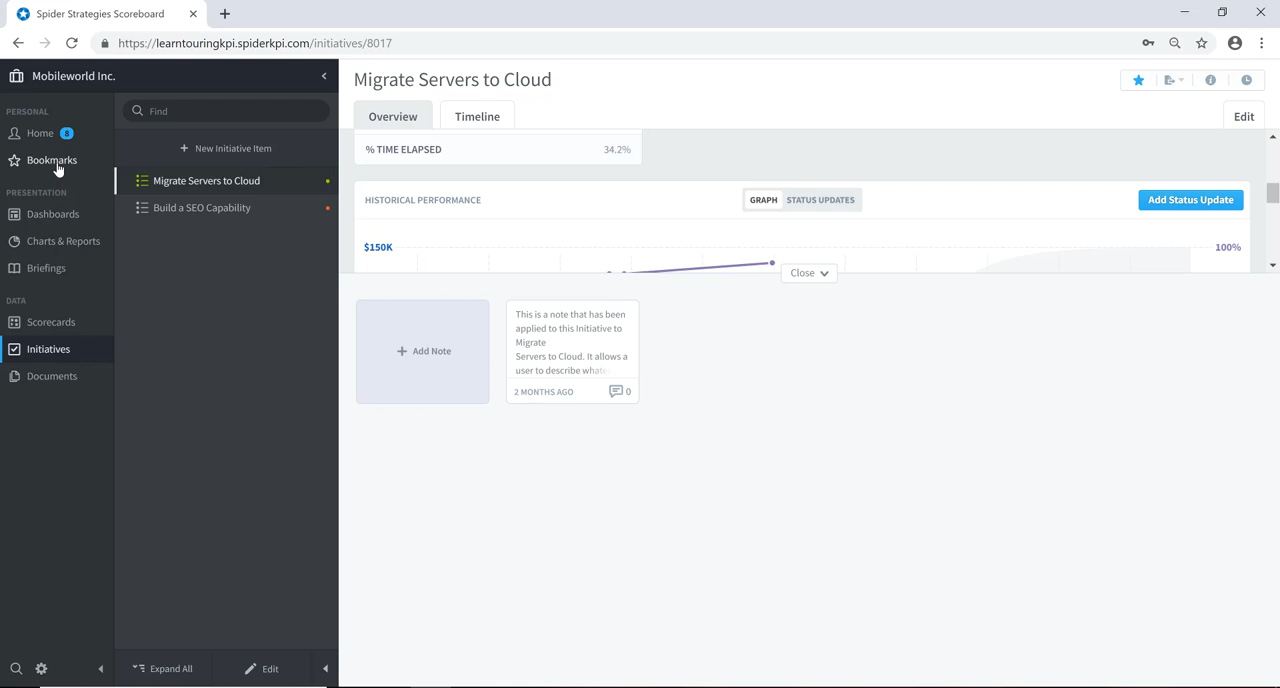 Spider Strategies Scoreboard
https://learntouringkpi.spiderkpi.com/initiatives/8017
Mobileworld Inc.
PERSONAL
Home 8
Bookmarks
PRESENTATION
Dashboards
Charts & Reports
Briefings
DATA
Scorecards
Initiatives
Documents
Find
+ New Initiative Item
Migrate Servers to Cloud
Build a SEO Capability
Expand All
Edit
Migrate Servers to Cloud
Overview
Timeline
Edit
% TIME ELAPSED 34.2%
HISTORICAL PERFORMANCE
GRAPH STATUS UPDATES
Add Status Update
$150K
100%
Close
+ Add Note
This is a note that has been
applied to this Initiative to
Migrate
Servers to Cloud. It allows a
user to describe what
2 MONTHS AGO 0